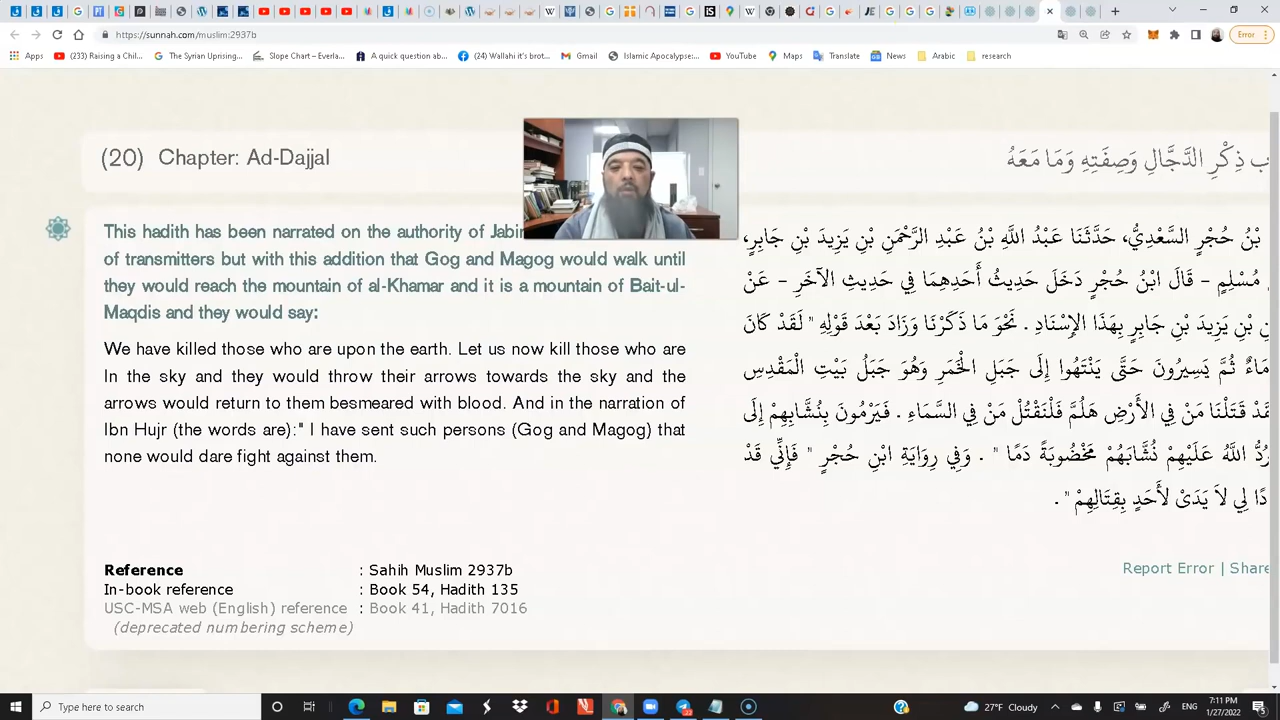 (233) Raising a Chil...
The Syrian Uprising...
Slope Chart – Everla...
A quick question ab...
(24) Wallahi it's brot...
Gmail
Islamic Apocalypse:...
YouTube
Maps
Translate
News
Arabic
research
https://sunnah.com/muslim:2937b
Error
Apps
(20) Chapter: Ad-Dajjal
ب ذِكْرِ الدَّجَّالِ وَصِفَتِهِ وَمَا مَعَهُ
This hadith has been narrated on the authority of Jabir
of transmitters but with this addition that Gog and Magog would walk until
they would reach the mountain of al-Khamar and it is a mountain of Bait-ul-
Maqdis and they would say:
We have killed those who are upon the earth. Let us now kill those who are
In the sky and they would throw their arrows towards the sky and the
arrows would return to them besmeared with blood. And in the narration of
Ibn Hujr (the words are):" I have sent such persons (Gog and Magog) that
none would dare fight against them.
بْنُ حُجْرٍ السَّعْدِيُّ، حَدَّثَنَا عَبْدُ اللَّهِ بْنُ عَبْدِ الرَّحْمَنِ بْنِ يَزِيدَ بْنِ جَابِرٍ،
مُسْلِمٍ – قَالَ ابْنُ حُجْرٍ دَخَلَ حَدِيثُ أَحَدِهِمَا فِي حَدِيثِ الآخَرِ – عَنْ
نِ بْنِ يَزِيدَ بْنِ جَابِرٍ بِهَذَا الإِسْنَادِ . نَحْوَ مَا ذَكَرْنَا وَزَادَ بَعْدَ قَوْلِهِ " لَقَدْ كَانَ
مَاءٌ ثُمَّ يَسِيرُونَ حَتَّى يَنْتَهُوا إِلَى جَبَلِ الْخَمَرِ وَهُوَ جَبَلُ بَيْتِ الْمَقْدِسِ
قَدْ قَتَلْنَا مَنْ فِي الأَرْضِ هَلُمَّ فَلْنَقْتُلْ مَنْ فِي السَّمَاءِ . فَيَرْمُونَ بِنُشَّابِهِمْ إِلَى
رُدُّ اللَّهُ عَلَيْهِمْ نُشَّابَهُمْ مَخْضُوبَةً دَمًا " . وَفِي رِوَايَةِ ابْنِ حُجْرٍ " فَإِنِّي قَدْ
دًا لِي لاَ يَدَىْ لأَحَدٍ بِقِتَالِهِمْ " .
Reference : Sahih Muslim 2937b
In-book reference : Book 54, Hadith 135
USC-MSA web (English) reference : Book 41, Hadith 7016
(deprecated numbering scheme)
Report Error | Share
Type here to search
27°F Cloudy
ENG
7:11 PM
1/27/2022